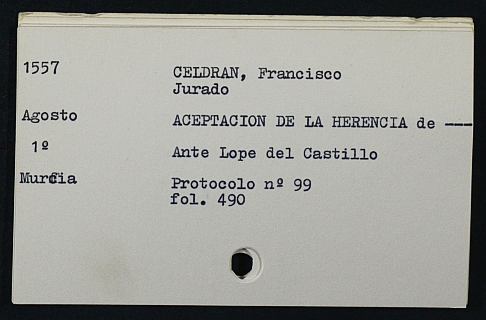 1557
CELDRAN, Francisco
Jurado
Agosto
ACEPTACION DE LA HERENCIA de ---
1º
Ante Lope del Castillo
Murcia
Protocolo nº 99
fol. 490